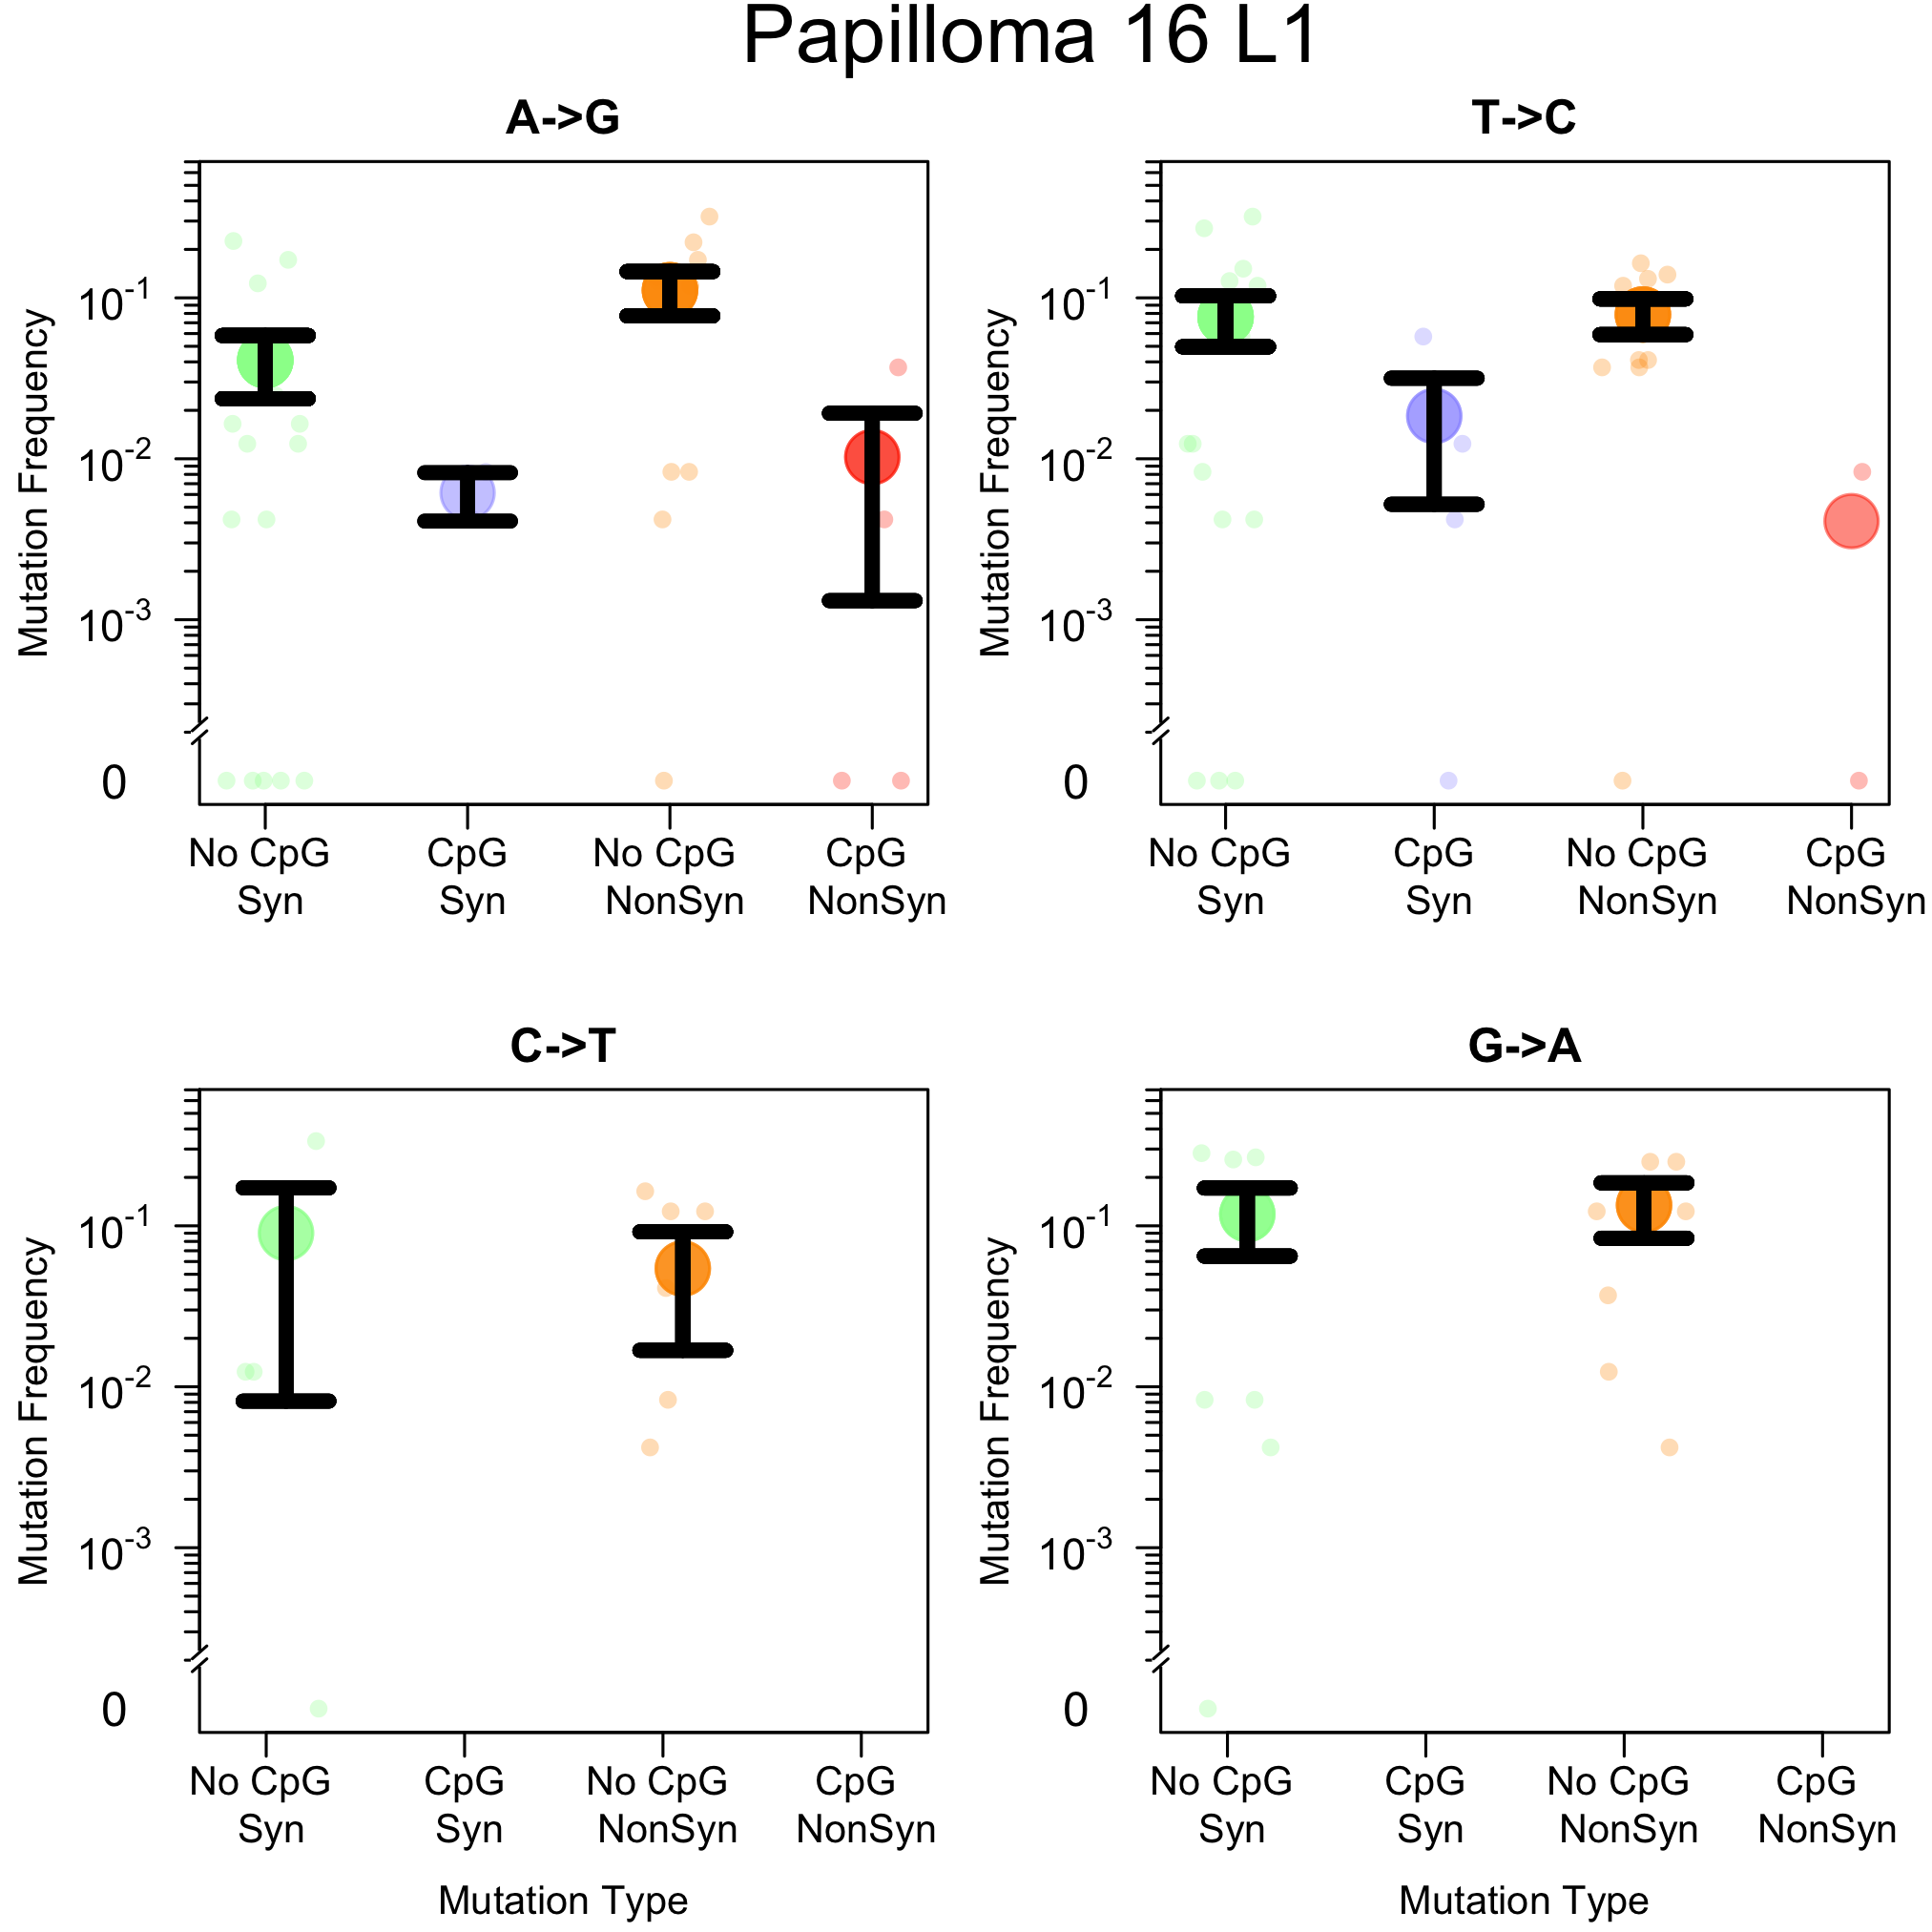 Papilloma 16 L1
A->G
T->C
Mutation Frequency
10-1
10-2
10-3
0
Mutation Frequency
10-1
10-2
10-3
0
No CpG CpG No CpG CpG
Syn Syn NonSyn NonSyn
No CpG CpG No CpG CpG
Syn Syn NonSyn NonSyn
C->T
G->A
Mutation Frequency
10-1
10-2
10-3
0
Mutation Frequency
10-1
10-2
10-3
0
No CpG CpG No CpG CpG
Syn Syn NonSyn NonSyn
No CpG CpG No CpG CpG
Syn Syn NonSyn NonSyn
Mutation Type
Mutation Type